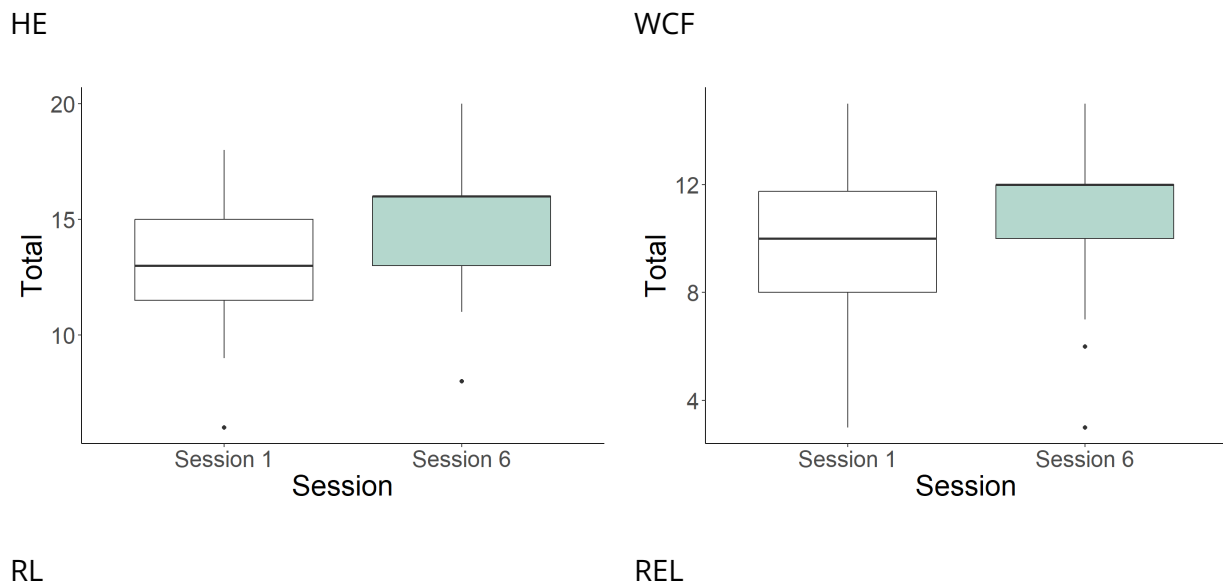 HE
20
15
10
Total
Session 1
Session 6
Session
WCF
12
8
4
Total
Session 1
Session 6
Session
RL
REL